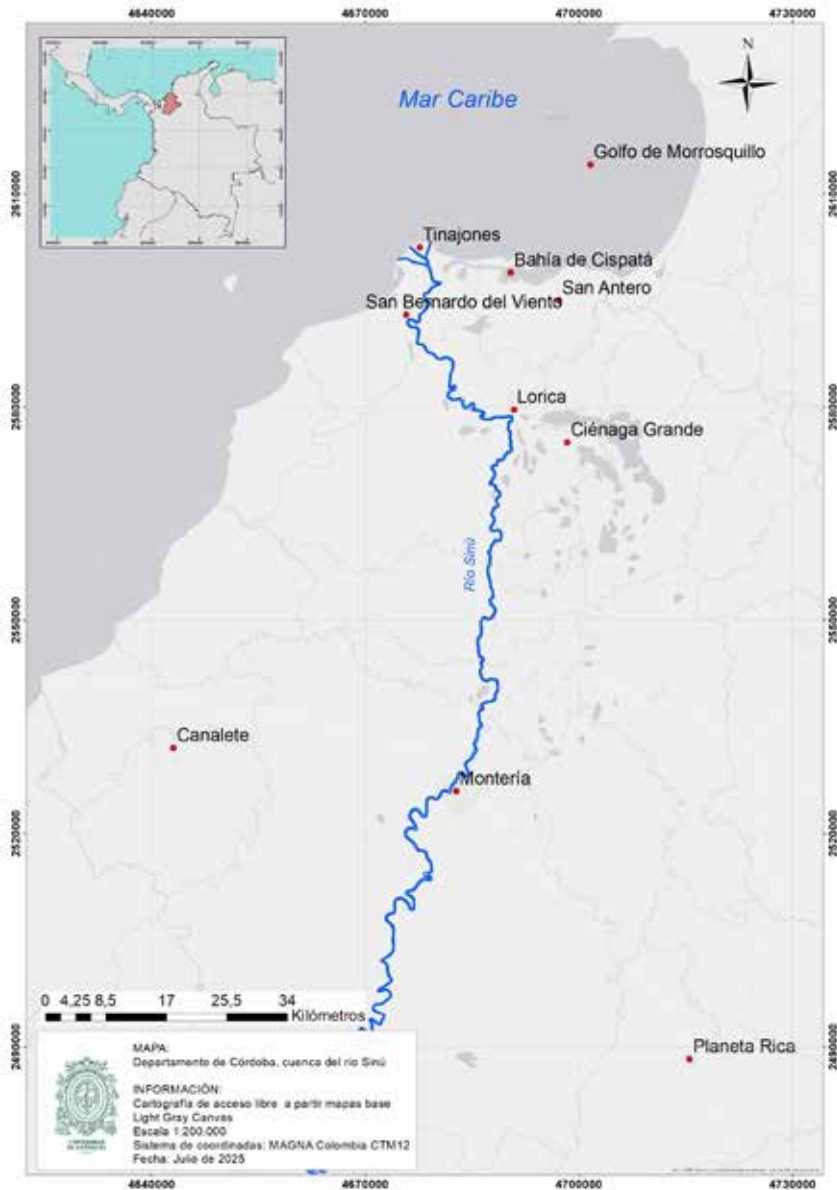 4640000 4670000 4700000 4730000
N
Mar Caribe
Golfo de Morrosquillo
2610000 2610000
Tinajones
Bahía de Cispatá
San Antero
San Bernardo del Viento
2580000 2580000
Lorica
Ciénaga Grande
Río Sinú
2550000 2550000
Canalete
Montería
2520000 2520000
0 4,25 8,5 17 25,5 34
Kilómetros
2490000 2490000
Planeta Rica
MAPA:
Departamento de Córdoba, cuenca del río Sinú
INFORMACIÓN:
Cartografía de acceso libre a partir mapas base
Light Gray Canvas
Escala 1:200.000
Sistema de coordenadas: MAGNA Colombia CTM12
Fecha: Julio de 2025
UNIVERSIDAD
DE ANTIOQUIA
4640000 4670000 4700000 4730000